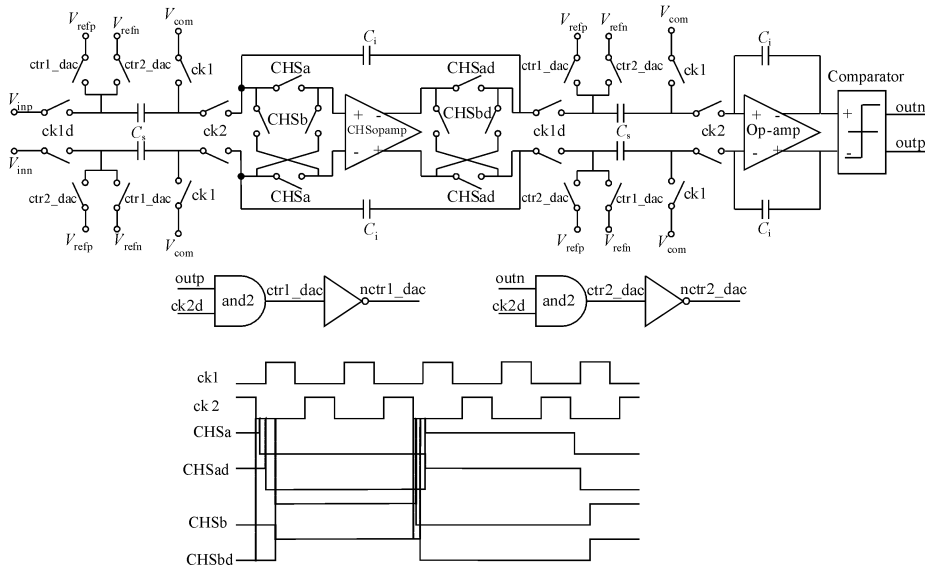 Vrefp Vrefn Vcom Ci Vrefp Vrefn Vcom Ci
ctr1_dac ctr2_dac ck1 CHSa CHSad ctr1_dac ctr2_dac ck1 Comparator
Vinp ck1d Cs ck2 CHSb + - CHSopamp - + CHSbd ck1d Cs ck2 + - Op-amp - + + - outn
outp
Vinn CHSa CHSad
ctr2_dac ctr1_dac ck1 ctr2_dac ctr1_dac ck1
Vrefp Vrefn Vcom Ci Vrefp Vrefn Vcom Ci
outp and2 ctr1_dac nctr1_dac outn and2 ctr2_dac nctr2_dac
ck2d ck2d
ck1
ck 2
CHSa
CHSad
CHSb
CHSbd